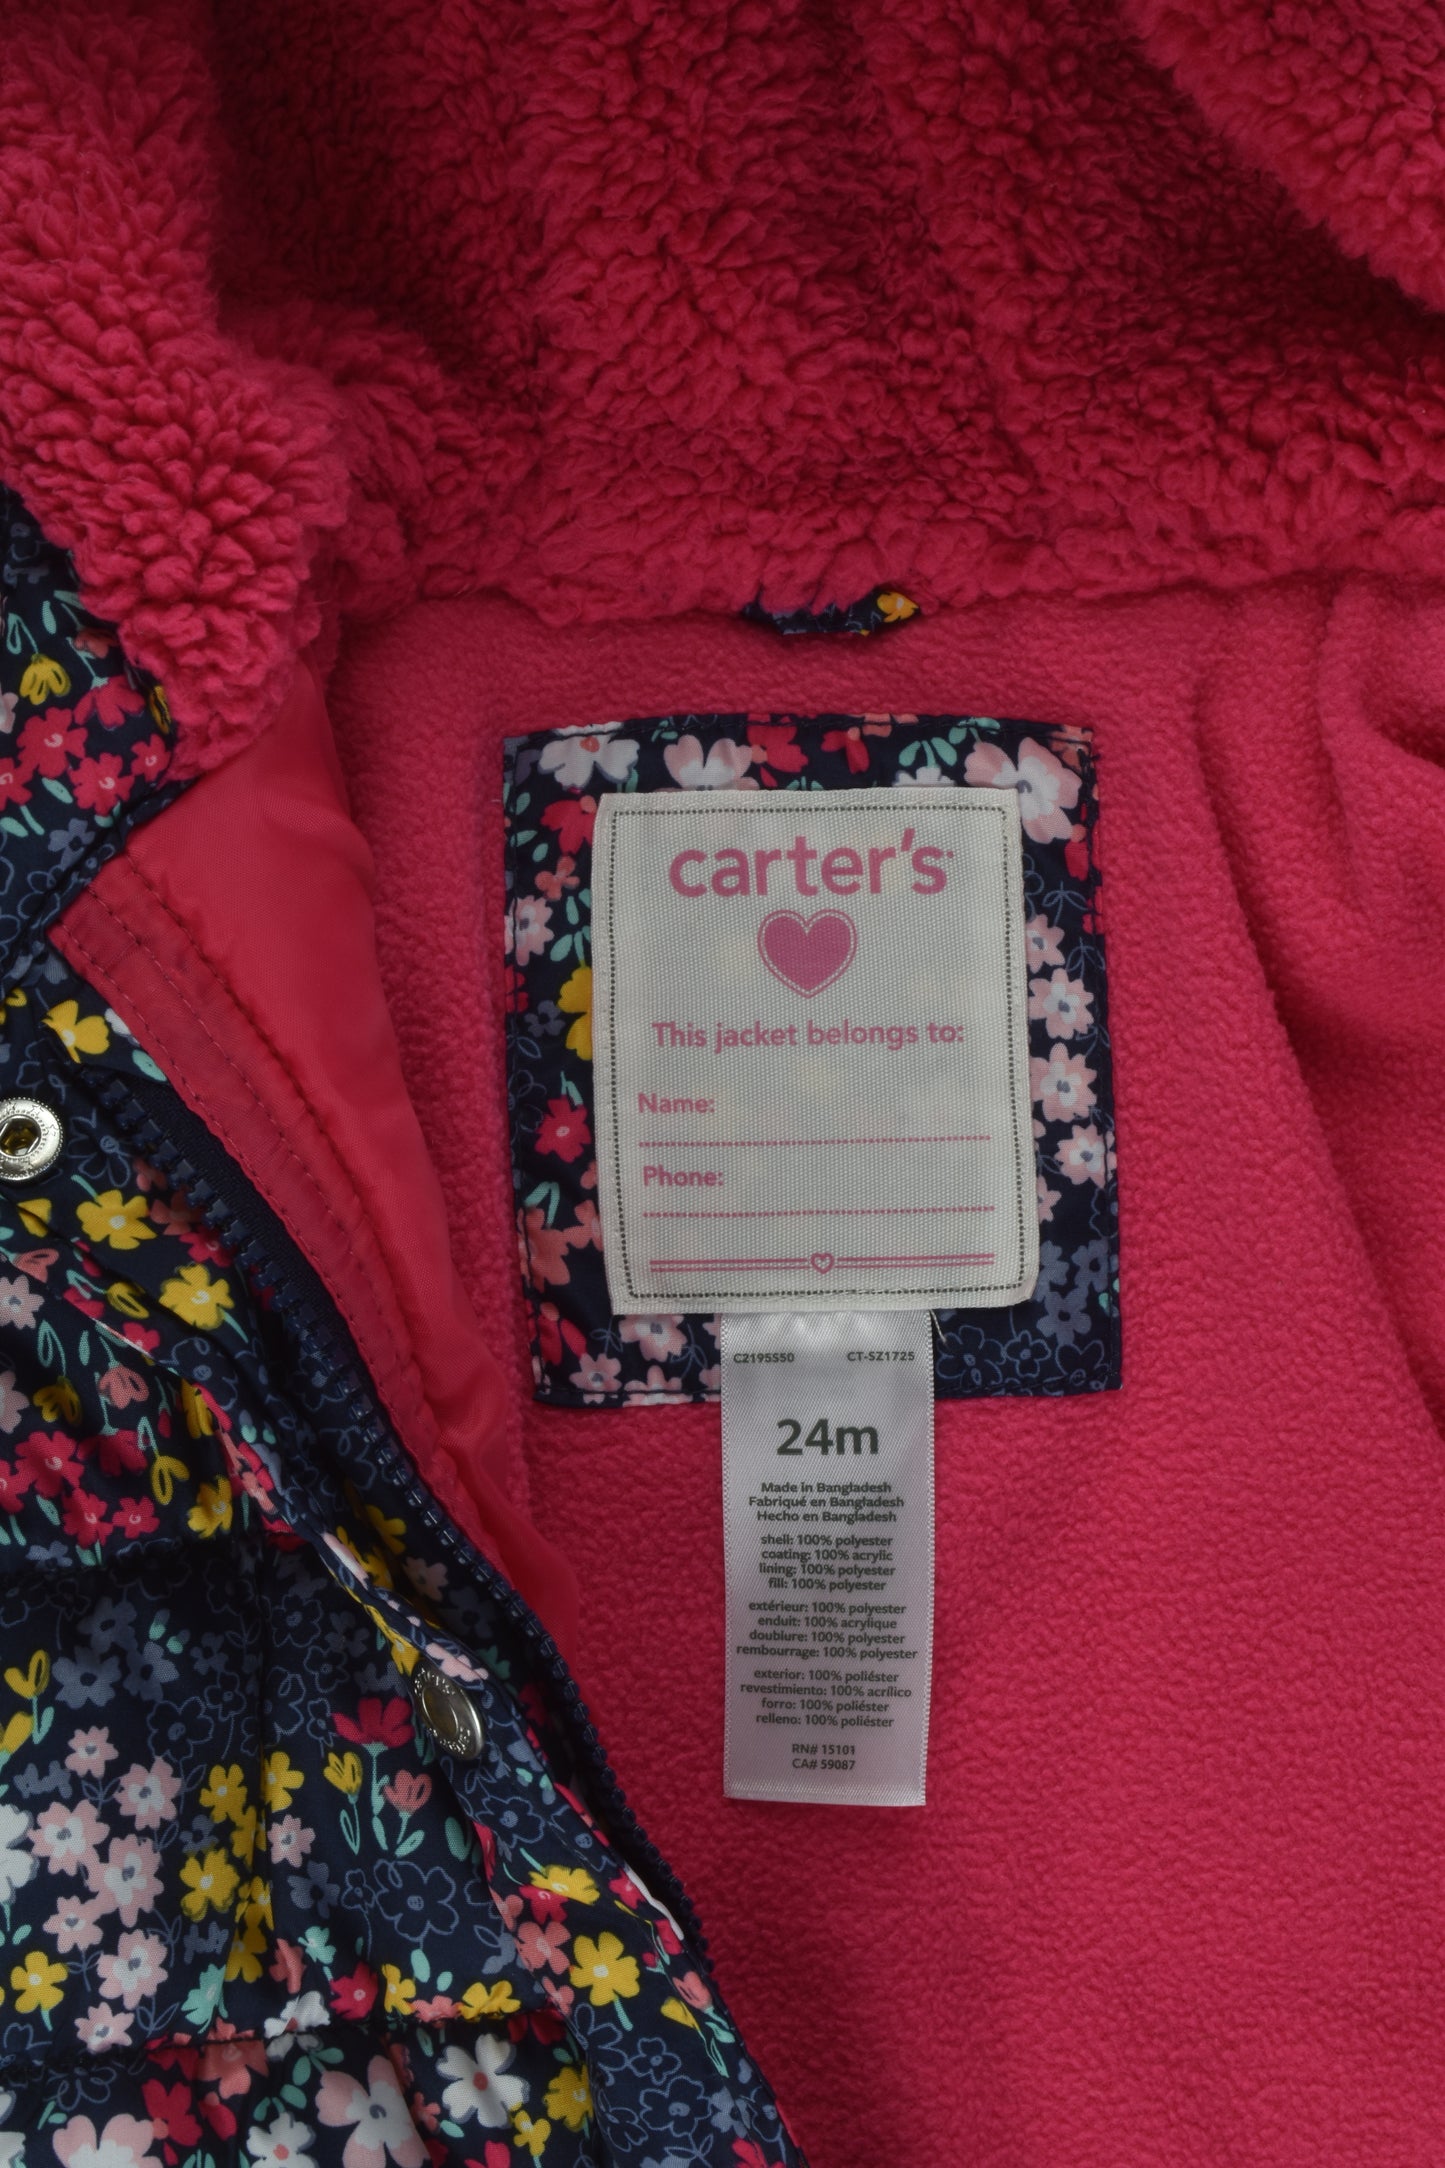 carter's
This jacket belongs to:
Name:
Phone:
C219SS50 CT-SZ1725
24m
Made in Bangladesh
Fabriqué en Bangladesh
Hecho en Bangladesh
shell: 100% polyester
coating: 100% acrylic
lining: 100% polyester
fill: 100% polyester
extérieur: 100% polyester
enduit: 100% acrylique
doublure: 100% polyester
rembourrage: 100% polyester
exterior: 100% poliéster
revestimiento: 100% acrílico
forro: 100% poliéster
relleno: 100% poliéster
RN# 15101
CA# 59087